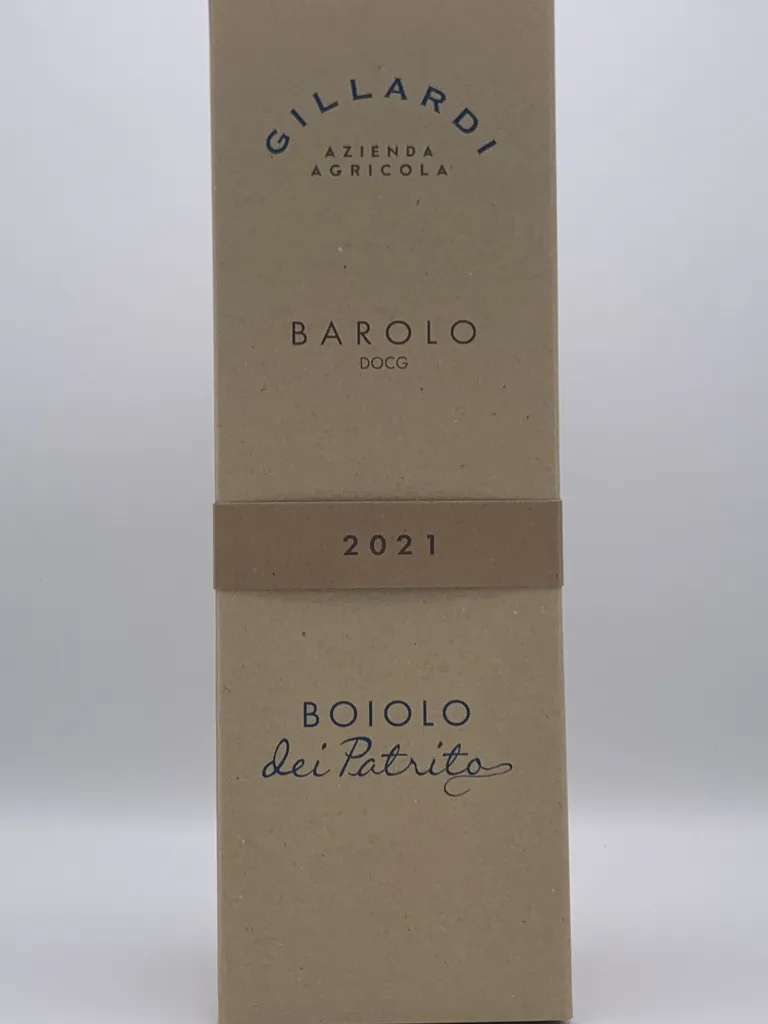 GILLARDI
AZIENDA
AGRICOLA
BAROLO
DOCG
2021
BOIOLO
dei Patrito